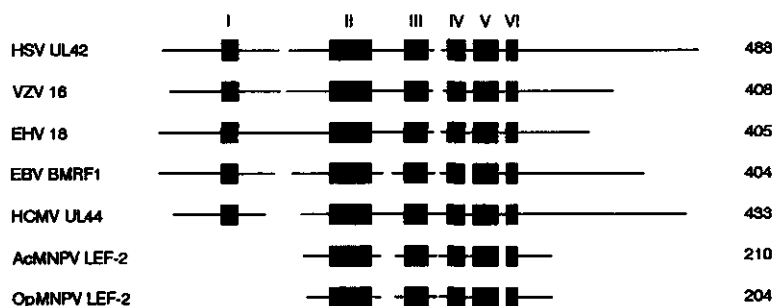 I II III IV V VI
HSV UL42 488
VZV 16 408
EHV 18 405
EBV BMRF1 404
HCMV UL44 433
AcMNPV LEF-2 210
OpMNPV LEF-2 204